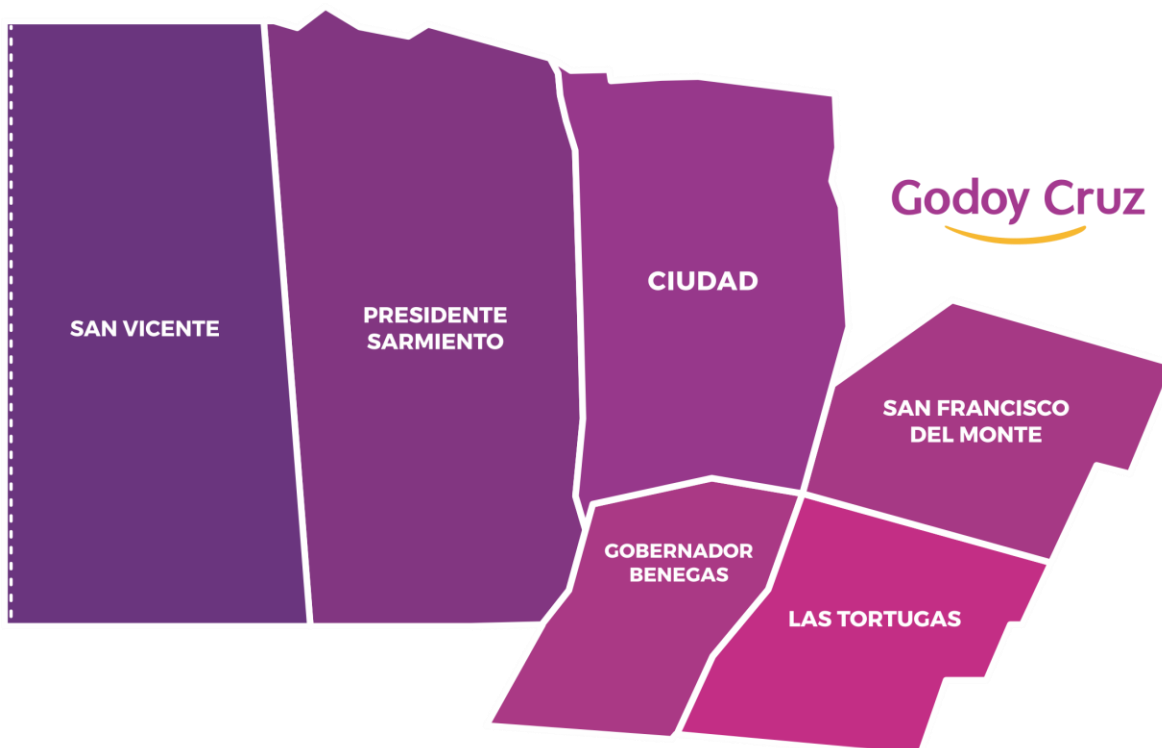 Godoy Cruz
CIUDAD
SAN VICENTE
PRESIDENTE
SARMIENTO
SAN FRANCISCO
DEL MONTE
GOBERNADOR
BENEGAS
LAS TORTUGAS